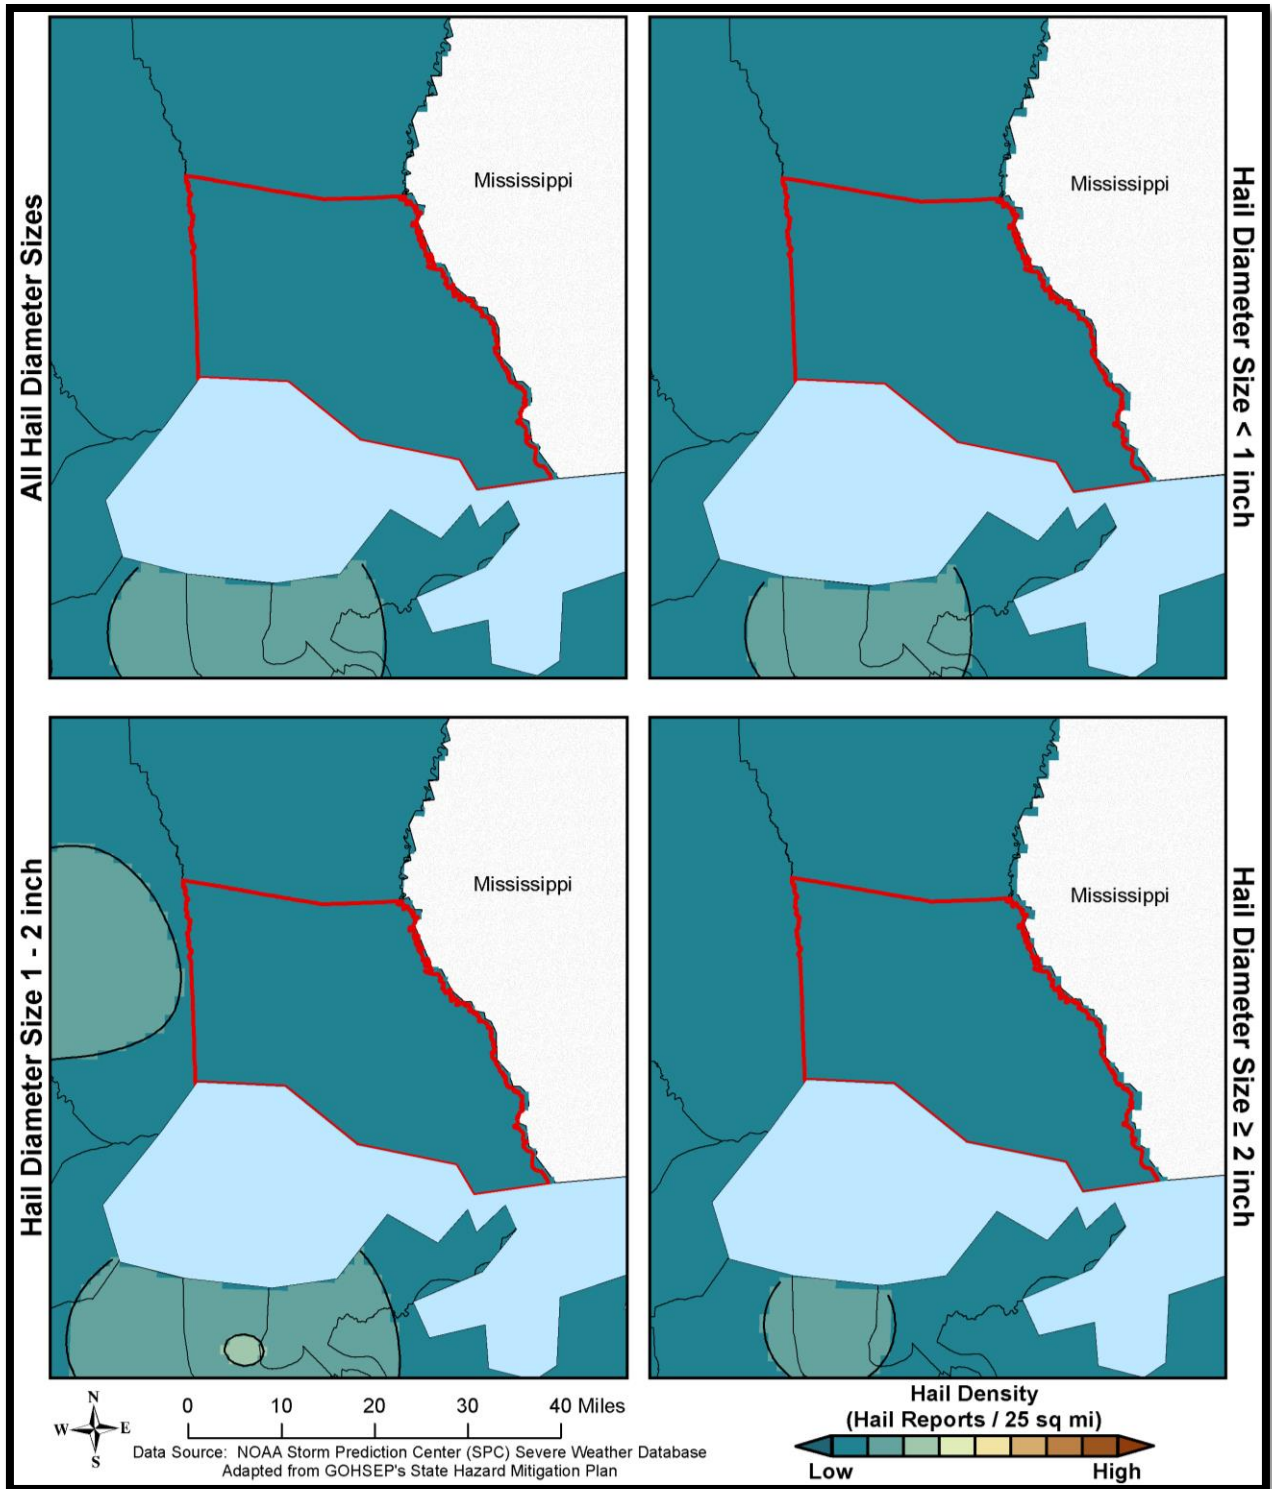 All Hail Diameter Sizes
Mississippi
Mississippi
Hail Diameter Size < 1 inch
Hail Diameter Size 1 - 2 inch
Mississippi
Mississippi
Hail Diameter Size ≥ 2 inch
N
W E
S
0 10 20 30 40 Miles
Data Source: NOAA Storm Prediction Center (SPC) Severe Weather Database
Adapted from GOHSEP's State Hazard Mitigation Plan
Hail Density
(Hail Reports / 25 sq mi)
Low High